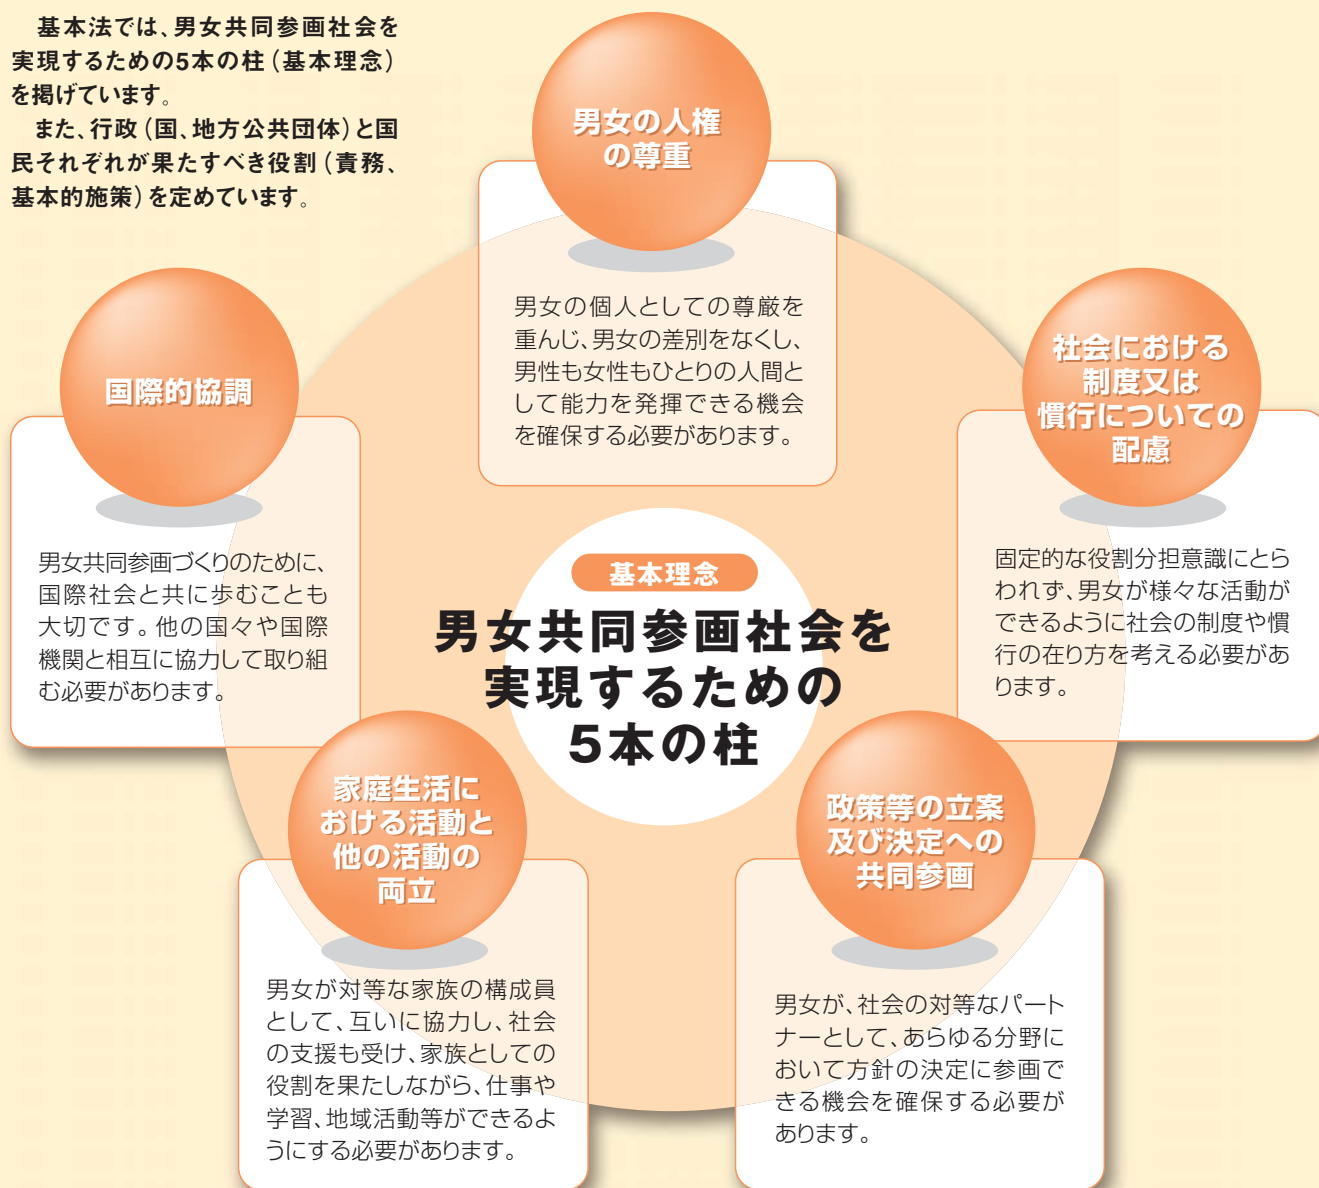 基本法では、男女共同参画社会を
実現するための5本の柱（基本理念）
を掲げています。
また、行政（国、地方公共団体）と国
民それぞれが果たすべき役割（責務、
基本的施策）を定めています。
男女の人権
の尊重
男女の個人としての尊厳を
重んじ、男女の差別をなくし、
男性も女性もひとりの人間と
して能力を発揮できる機会
を確保する必要があります。
社会における
制度又は
慣行についての
配慮
固定的な役割分担意識にとら
われず、男女が様々な活動が
できるように社会の制度や慣
行の在り方を考える必要があ
ります。
国際的協調
男女共同参画づくりのために、
国際社会と共に歩むことも
大切です。他の国々や国際
機関と相互に協力して取り組
む必要があります。
基本理念
男女共同参画社会を
実現するための
5本の柱
家庭生活に
おける活動と
他の活動の
両立
男女が対等な家族の構成員
として、互いに協力し、社会
の支援も受け、家族としての
役割を果たしながら、仕事や
学習、地域活動等ができるよ
うにする必要があります。
政策等の立案
及び決定への
共同参画
男女が、社会の対等なパート
ナーとして、あらゆる分野に
おいて方針の決定に参画で
きる機会を確保する必要が
あります。